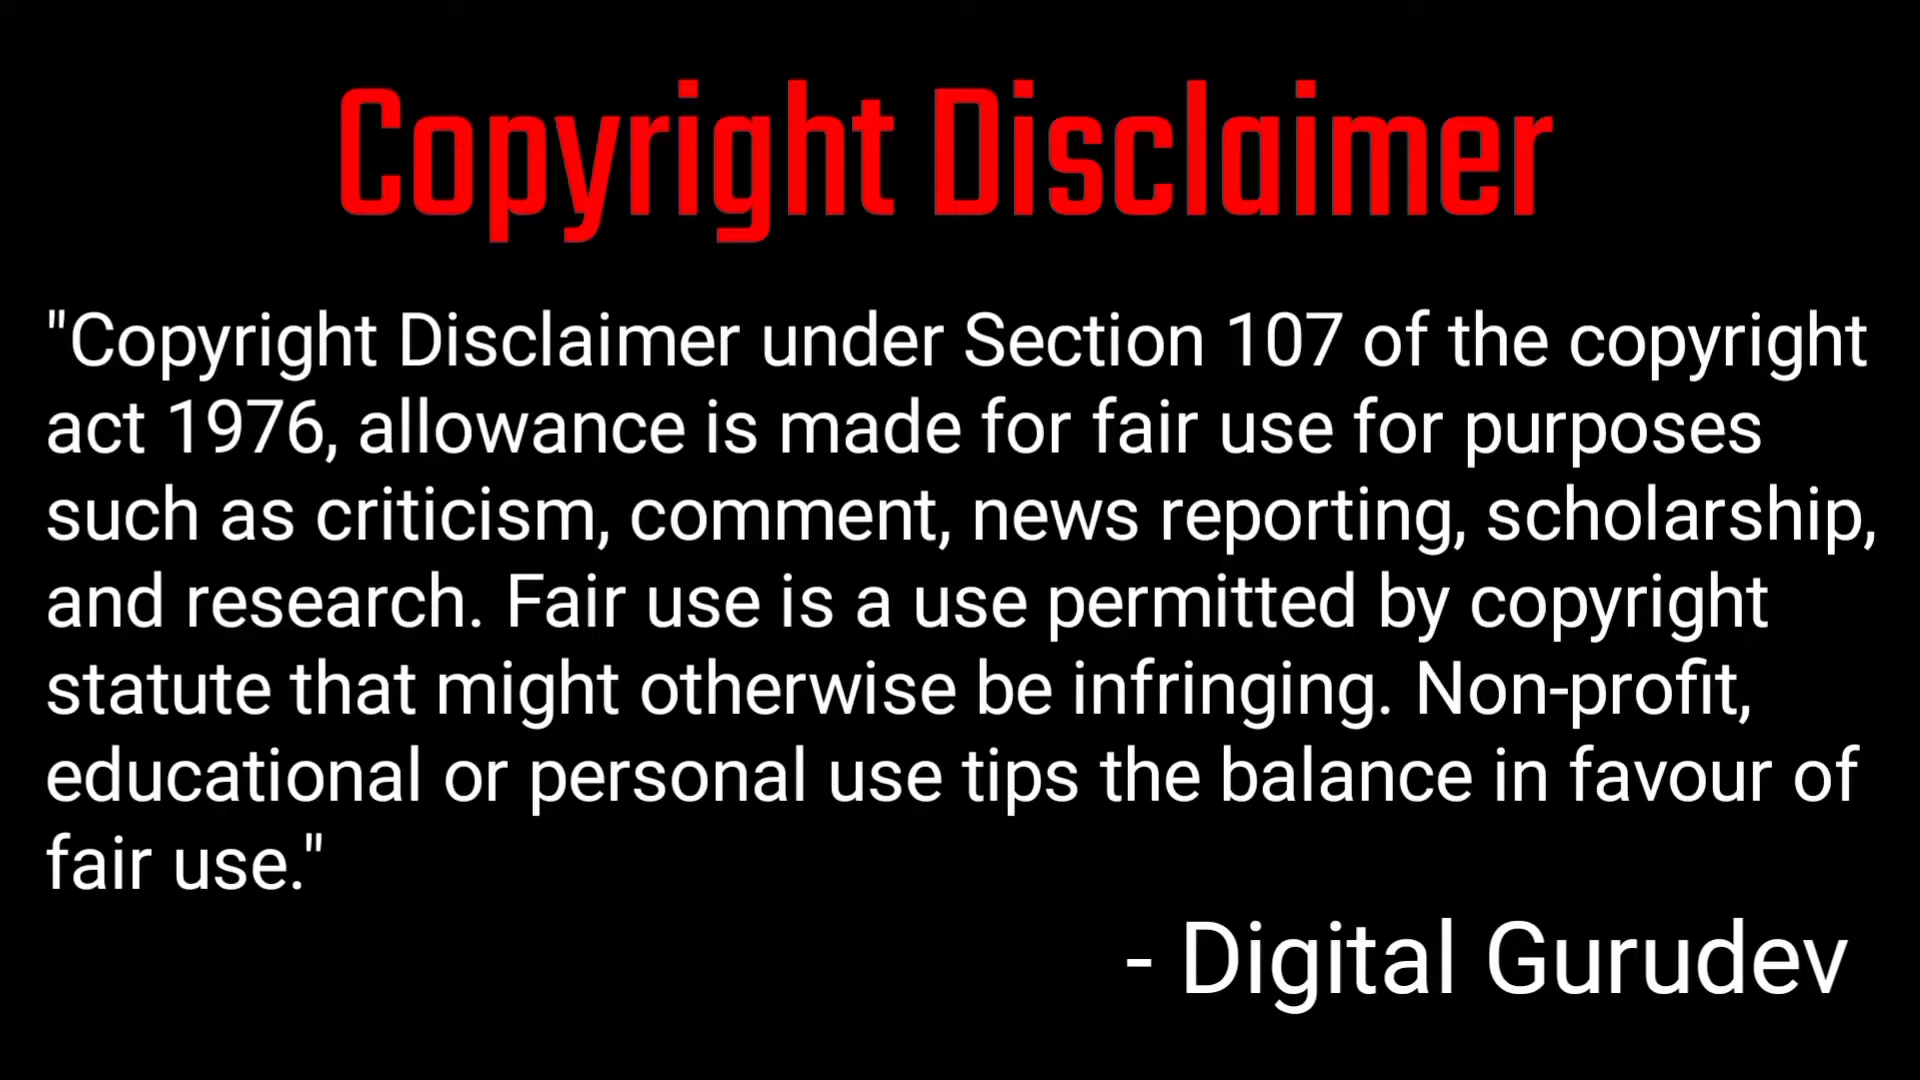 Copyright Disclaimer
"Copyright Disclaimer under Section 107 of the copyright
act 1976, allowance is made for fair use for purposes
such as criticism, comment, news reporting, scholarship,
and research. Fair use is a use permitted by copyright
statute that might otherwise be infringing. Non-profit,
educational or personal use tips the balance in favour of
fair use."
- Digital Gurudev